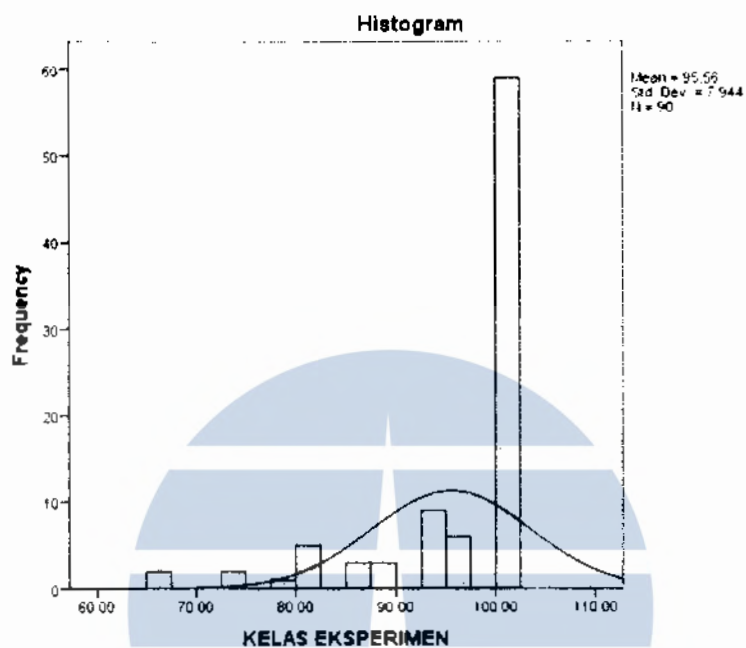 Histogram
Mean = 95.56
Std. Dev. = 7.944
N = 90
60
50
40
30
20
10
0
Frequency
60.00 70.00 80.00 90.00 100.00 110.00
KELAS EKSPERIMEN